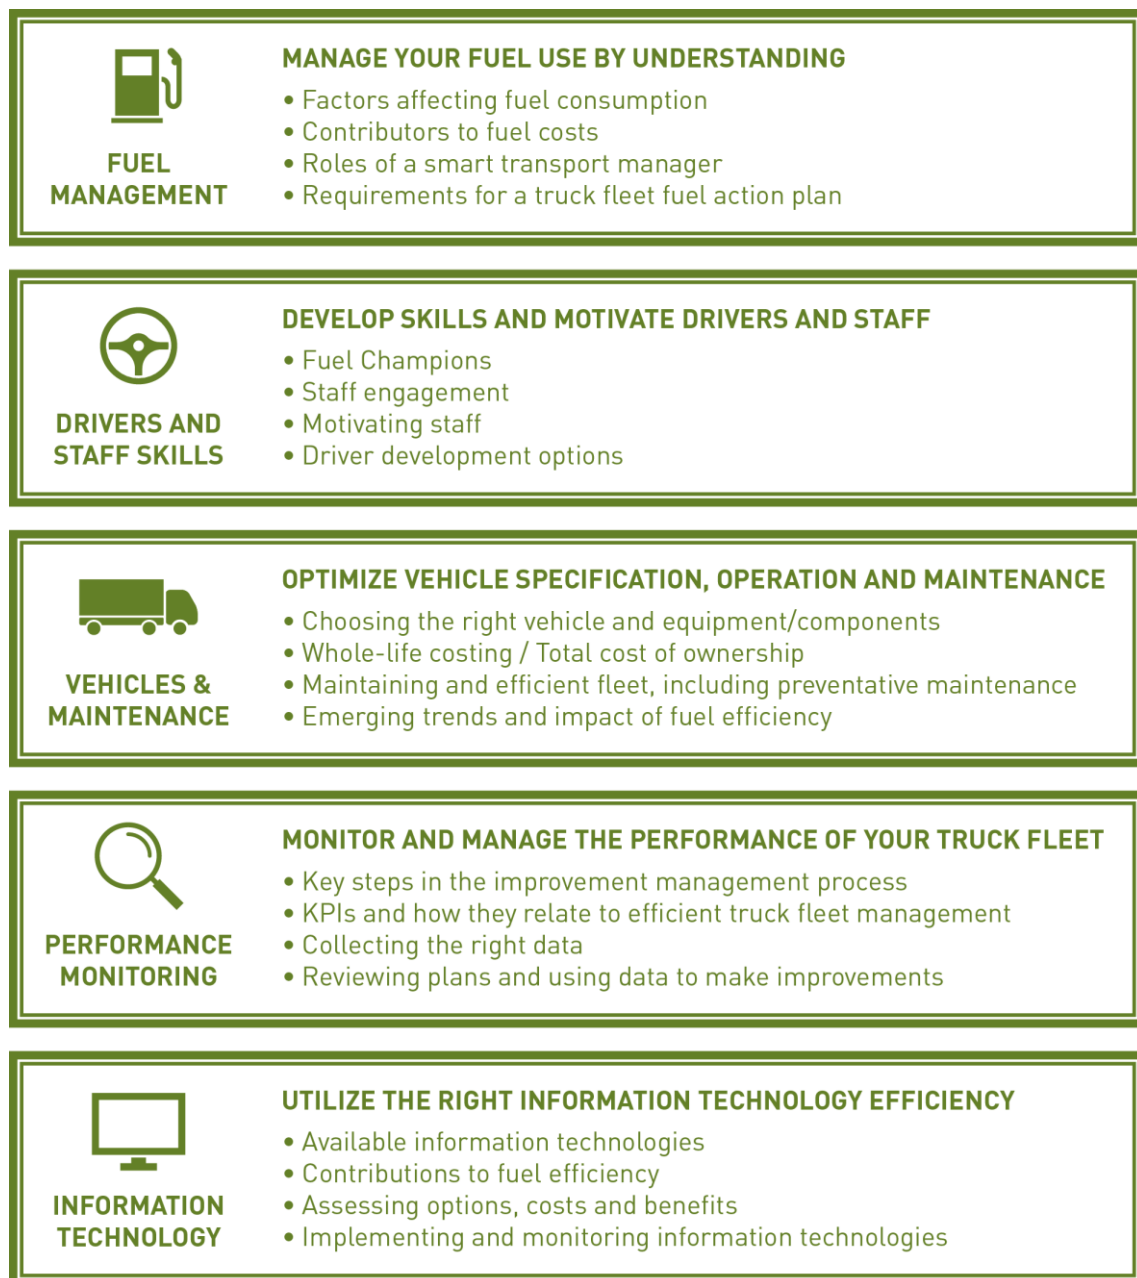 FUEL
MANAGEMENT
MANAGE YOUR FUEL USE BY UNDERSTANDING
• Factors affecting fuel consumption
• Contributors to fuel costs
• Roles of a smart transport manager
• Requirements for a truck fleet fuel action plan
DRIVERS AND
STAFF SKILLS
DEVELOP SKILLS AND MOTIVATE DRIVERS AND STAFF
• Fuel Champions
• Staff engagement
• Motivating staff
• Driver development options
VEHICLES &
MAINTENANCE
OPTIMIZE VEHICLE SPECIFICATION, OPERATION AND MAINTENANCE
• Choosing the right vehicle and equipment/components
• Whole-life costing / Total cost of ownership
• Maintaining and efficient fleet, including preventative maintenance
• Emerging trends and impact of fuel efficiency
PERFORMANCE
MONITORING
MONITOR AND MANAGE THE PERFORMANCE OF YOUR TRUCK FLEET
• Key steps in the improvement management process
• KPIs and how they relate to efficient truck fleet management
• Collecting the right data
• Reviewing plans and using data to make improvements
INFORMATION
TECHNOLOGY
UTILIZE THE RIGHT INFORMATION TECHNOLOGY EFFICIENCY
• Available information technologies
• Contributions to fuel efficiency
• Assessing options, costs and benefits
• Implementing and monitoring information technologies